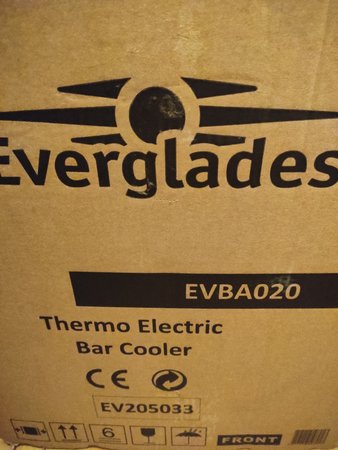 Everglades
EVBA020
Thermo Electric
Bar Cooler
CE
EV205033
6
FRONT